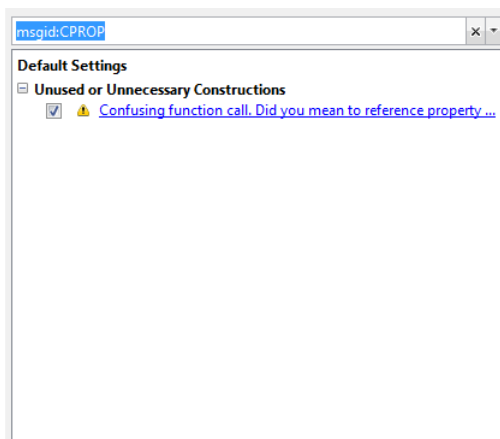 msgid:CPROP
Default Settings
Unused or Unnecessary Constructions
Confusing function call. Did you mean to reference property ...